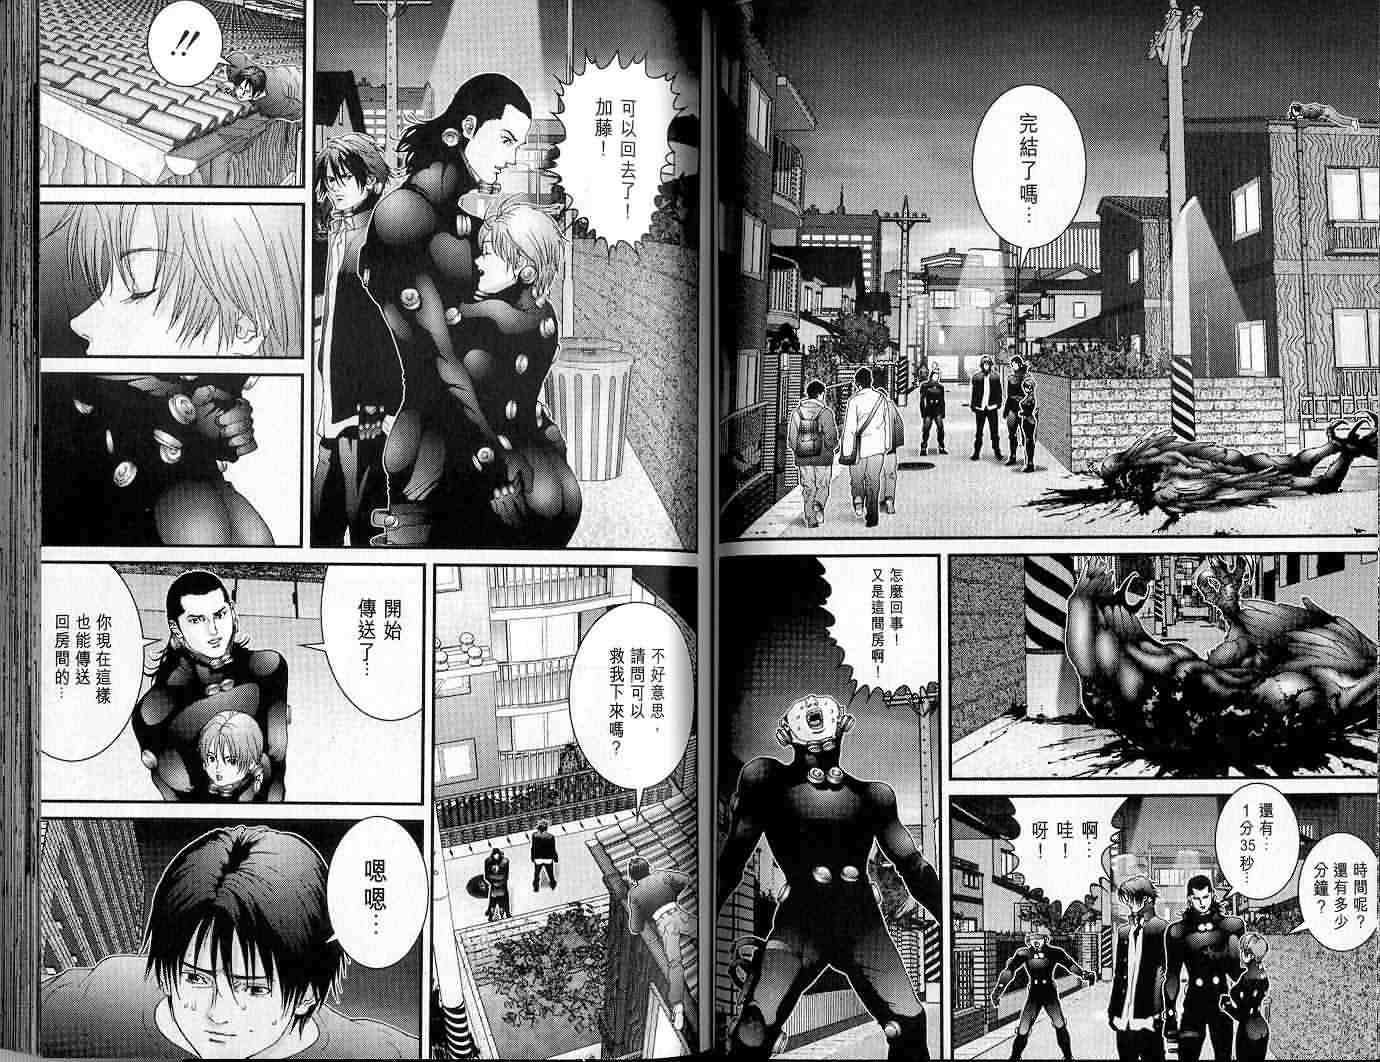 完結了嗎…
時間呢？
還有多少
分鐘？
還有…
1分35秒…
啊…
哇！
呀！
怎麼回事！
又是這間房啊！
可以回去了！
加藤！
!!
不好意思，
請問可以
救我下來嗎？
開始
傳送了…
你現在這樣
也能傳送
回房間的…
嗯嗯…